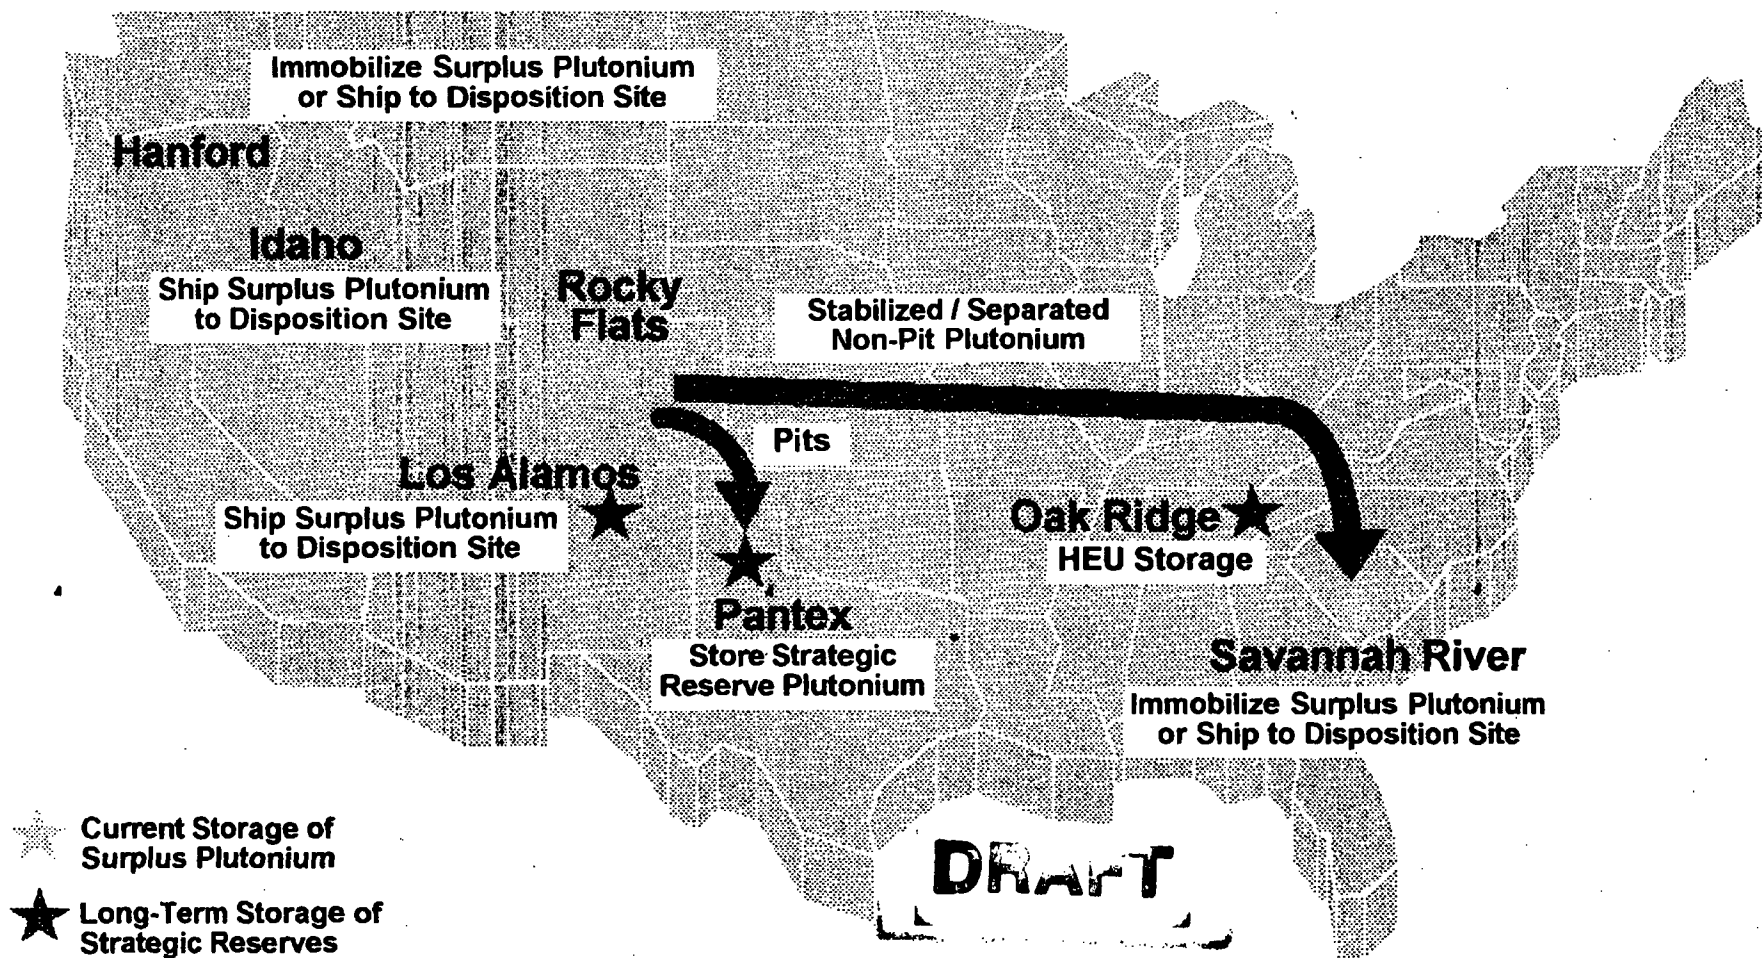 Immobilize Surplus Plutonium
or Ship to Disposition Site
Hanford
Idaho
Ship Surplus Plutonium
to Disposition Site
Rocky
Flats
Stabilized / Separated
Non-Pit Plutonium
Pits
Los Alamos
Ship Surplus Plutonium
to Disposition Site
Oak Ridge
HEU Storage
Pantex
Store Strategic
Reserve Plutonium
Savannah River
Immobilize Surplus Plutonium
or Ship to Disposition Site
Current Storage of
Surplus Plutonium
Long-Term Storage of
Strategic Reserves
DRAFT